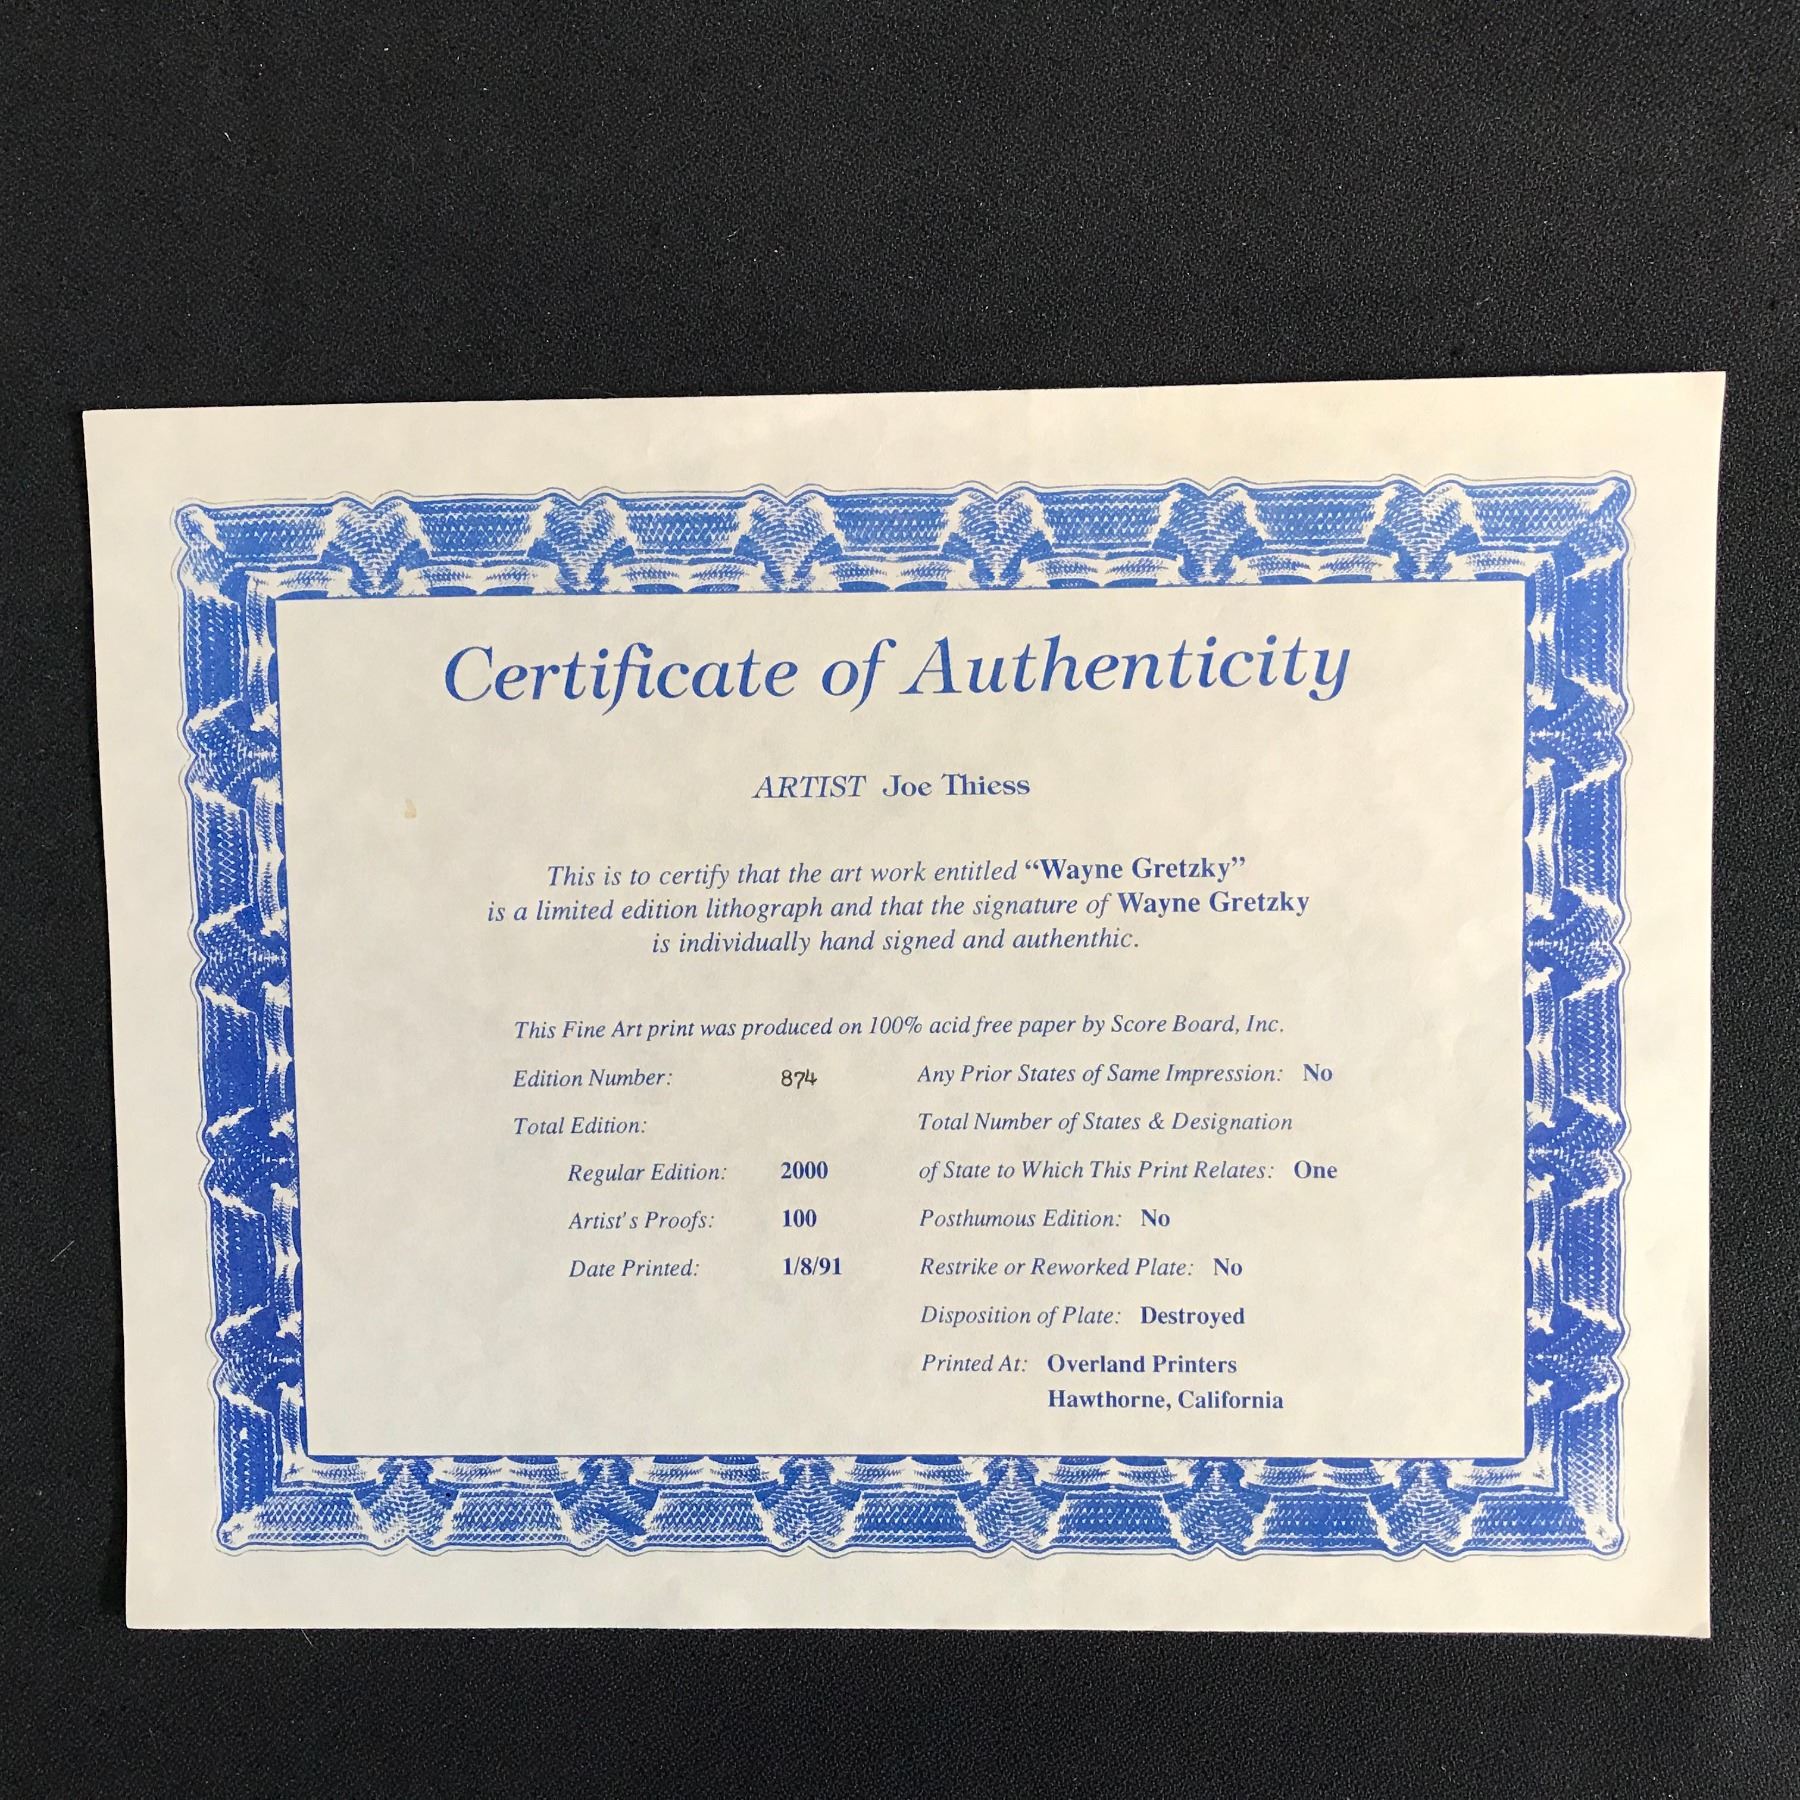 Certificate of Authenticity
ARTIST Joe Thiess
This is to certify that the art work entitled “Wayne Gretzky”
is a limited edition lithograph and that the signature of Wayne Gretzky
is individually hand signed and authenthic.
This Fine Art print was produced on 100% acid free paper by Score Board, Inc.
Edition Number: 874
Total Edition:
Regular Edition: 2000
Artist's Proofs: 100
Date Printed: 1/8/91
Any Prior States of Same Impression: No
Total Number of States & Designation
of State to Which This Print Relates: One
Posthumous Edition: No
Restrike or Reworked Plate: No
Disposition of Plate: Destroyed
Printed At: Overland Printers
Hawthorne, California